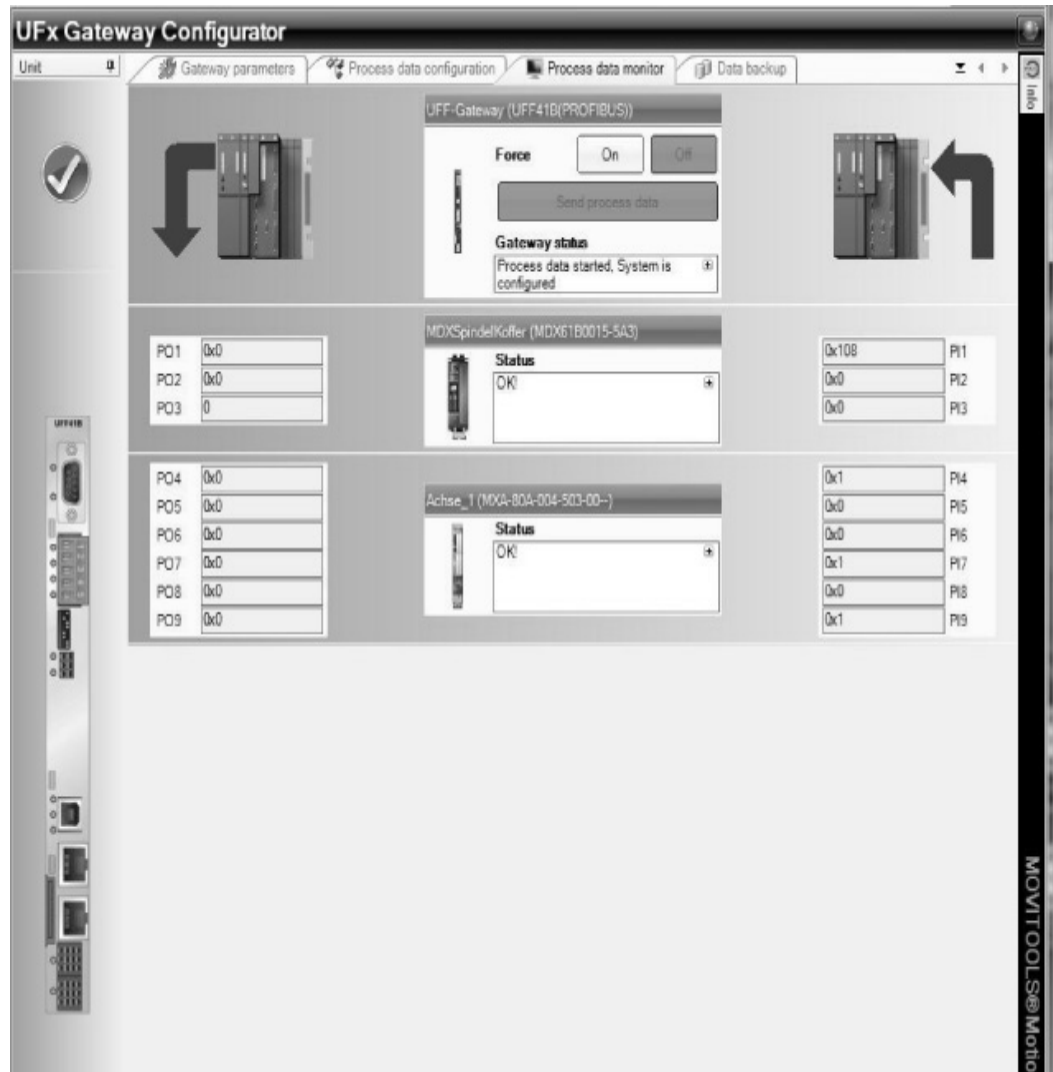 UFx Gateway Configurator
Unit
Gateway parameters
Process data configuration
Process data monitor
Data backup
Info
UFF-Gateway (UFF41B(PROFIBUS))
Force
On
Off
Send process data
Gateway status
Process data started, System is
configured
MDXSpindelKoffer (MDX61B0015-5A3)
PO1 0x0
PO2 0x0
PO3 0
Status
OK!
0x108 PI1
0x0 PI2
0x0 PI3
UFF41B
Achse_1 (MXA-80A-004-503-00--)
PO4 0x0
PO5 0x0
PO6 0x0
PO7 0x0
PO8 0x0
PO9 0x0
Status
OK!
0x1 PI4
0x0 PI5
0x0 PI6
0x1 PI7
0x0 PI8
0x1 PI9
MOVITOOLS® Motio